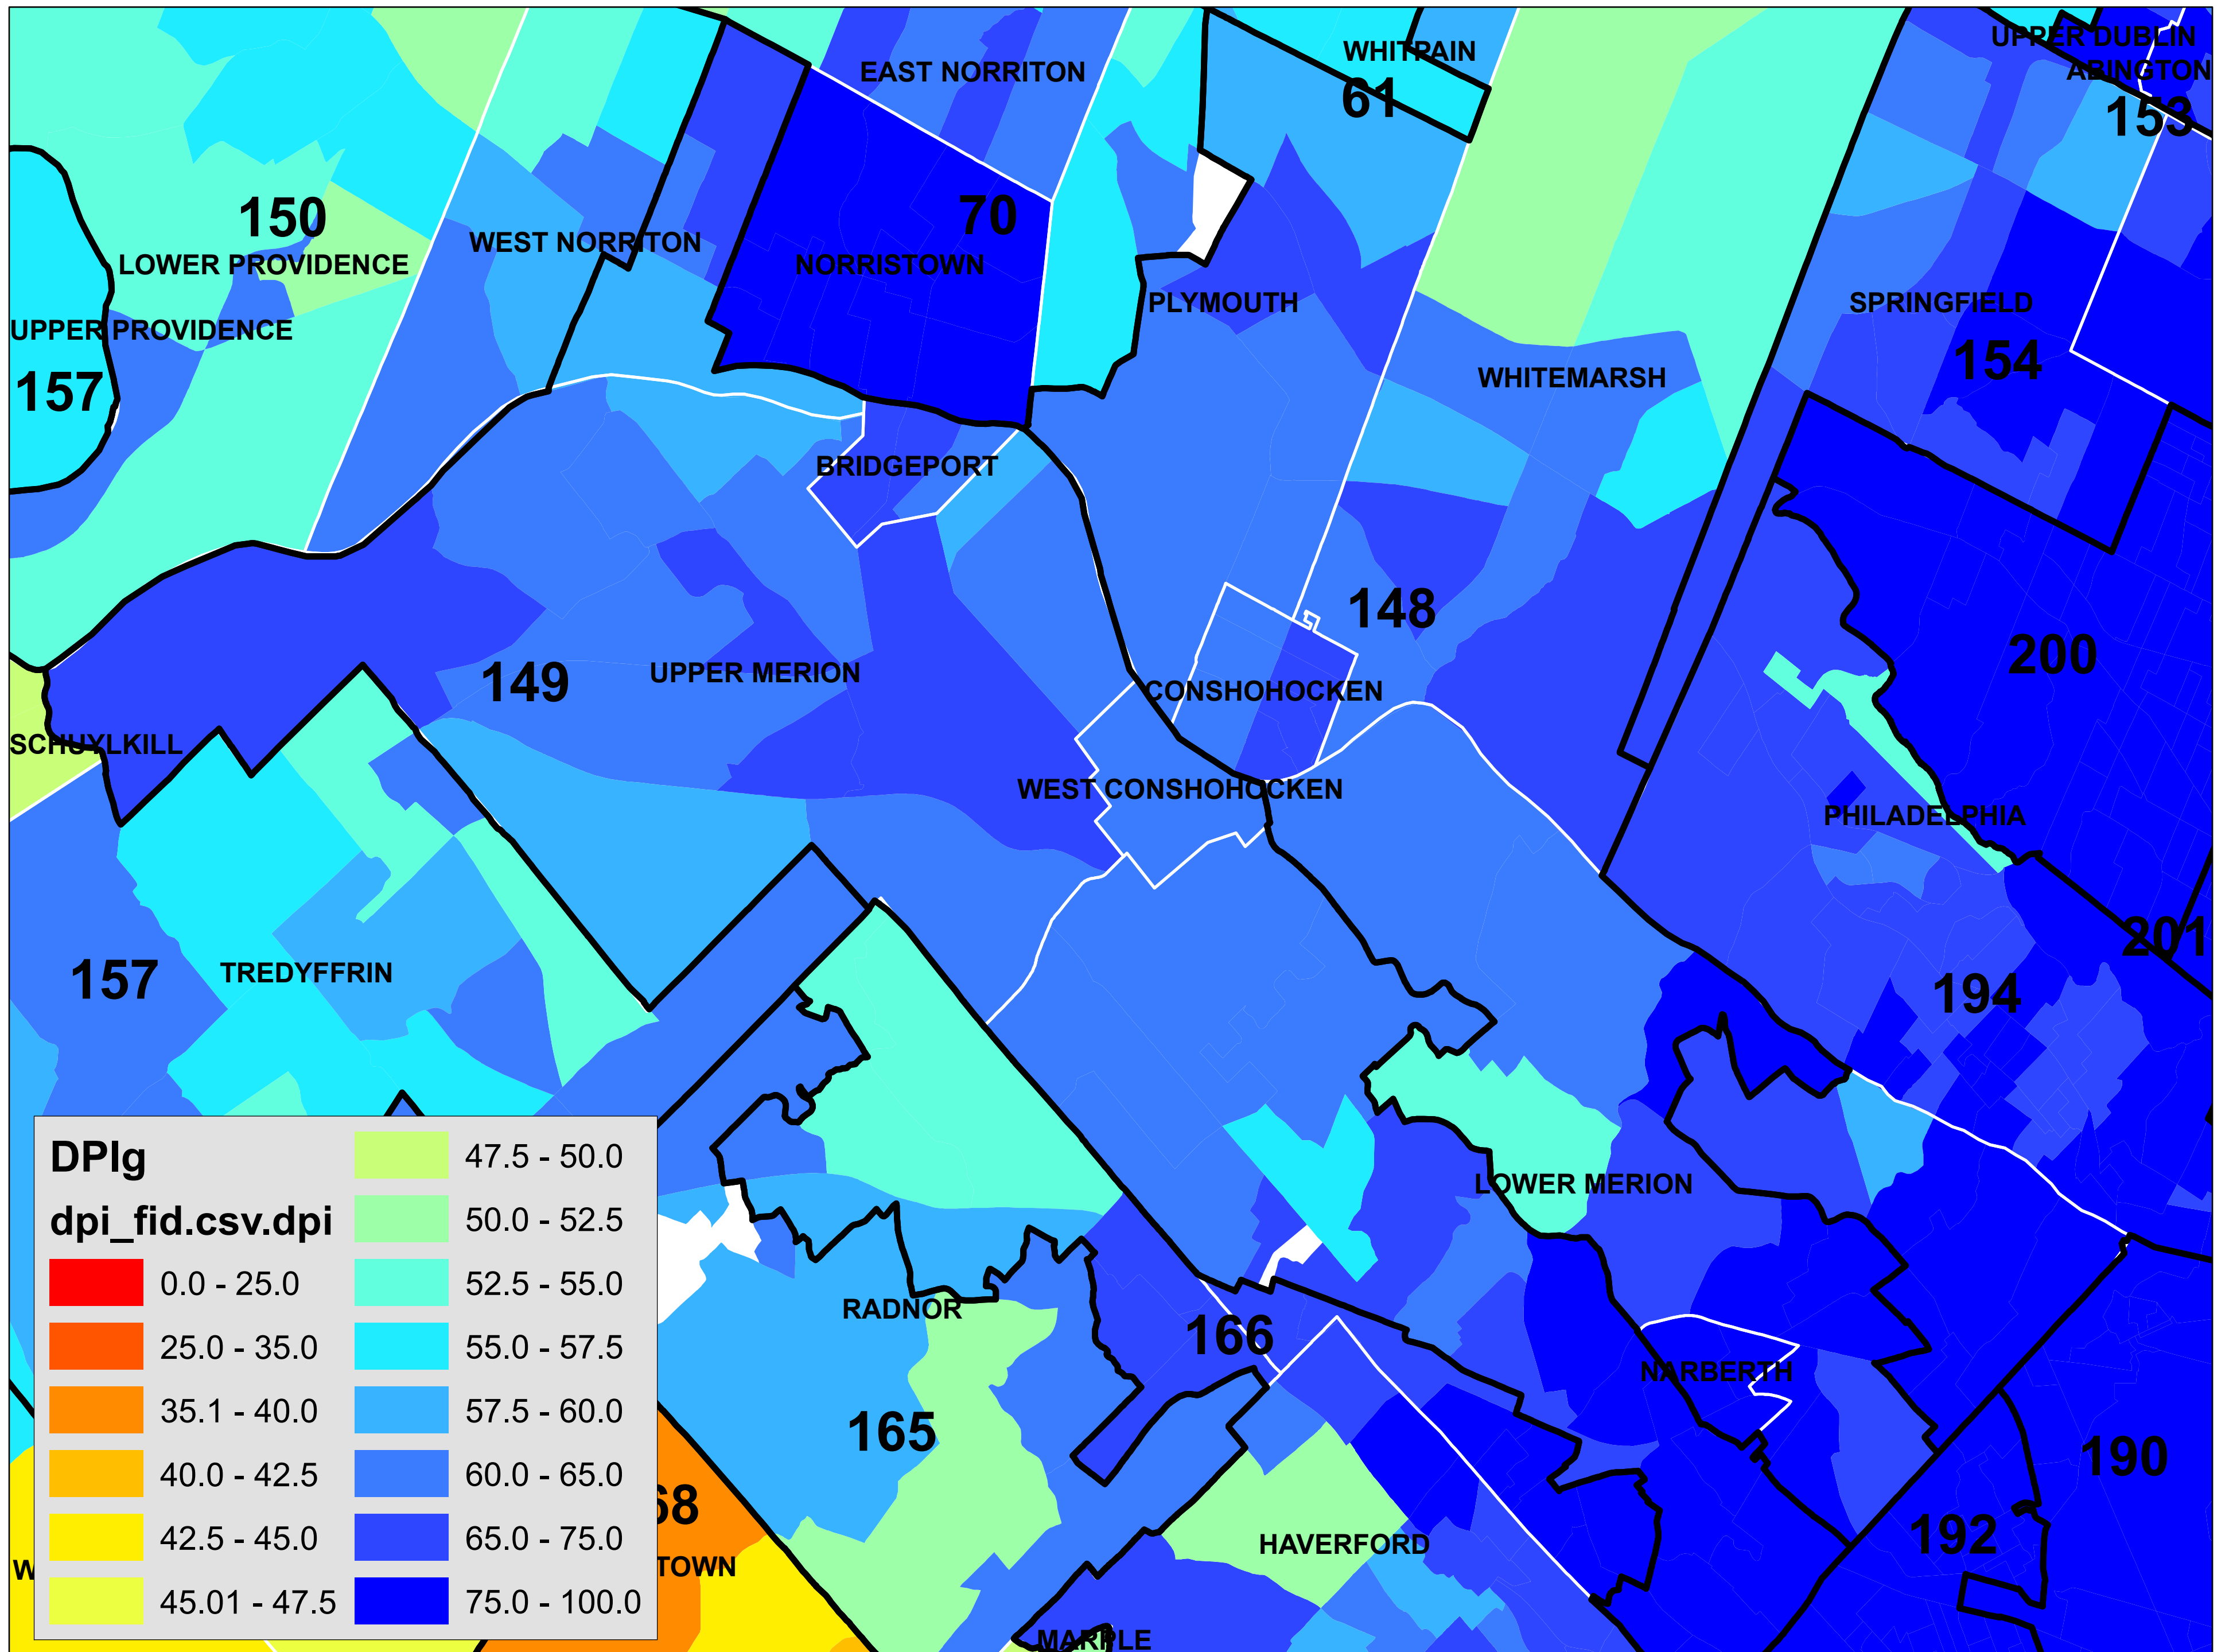 UPPER DUBLIN
WHITPAIN
EAST NORRITON
ABINGTON
61
153
150
70
WEST NORRITON
LOWER PROVIDENCE
NORRISTOWN
PLYMOUTH
SPRINGFIELD
UPPER PROVIDENCE
154
WHITEMARSH
157
BRIDGEPORT
148
200
UPPER MERION
149
CONSHOHOCKEN
SCHUYLKILL
WEST CONSHOHOCKEN
PHILADELPHIA
201
TREDYFFRIN
157
194
LOWER MERION
RADNOR
166
NARBERTH
165
190
68
192
HAVERFORD
TOWN
W
MARPLE
DPIg
dpi_fid.csv.dpi
0.0 - 25.0
25.0 - 35.0
35.1 - 40.0
40.0 - 42.5
42.5 - 45.0
45.01 - 47.5
47.5 - 50.0
50.0 - 52.5
52.5 - 55.0
55.0 - 57.5
57.5 - 60.0
60.0 - 65.0
65.0 - 75.0
75.0 - 100.0